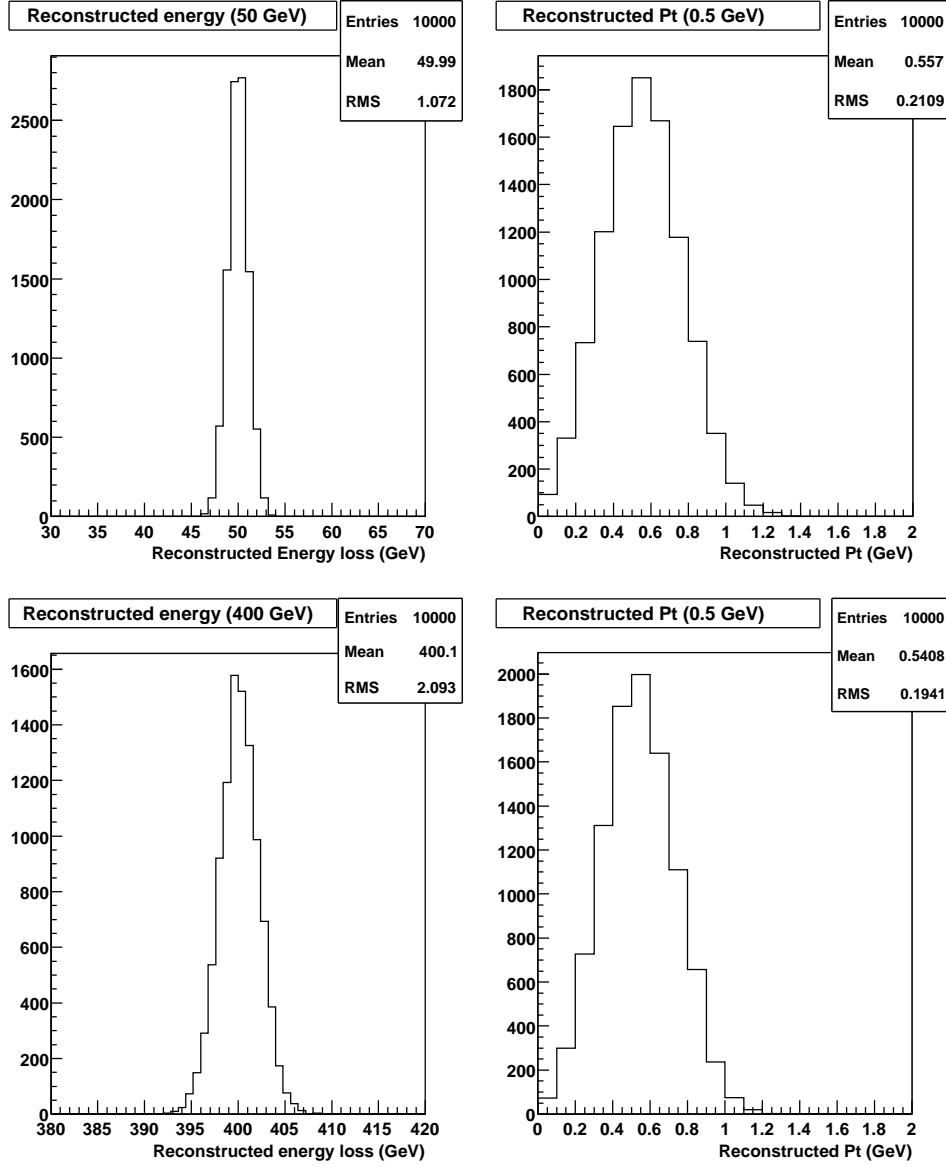 Reconstructed energy (50 GeV)
Entries 10000
Mean 49.99
RMS 1.072
2500
2000
1500
1000
500
0
30 35 40 45 50 55 60 65 70
Reconstructed Energy loss (GeV)
Reconstructed Pt (0.5 GeV)
Entries 10000
Mean 0.557
RMS 0.2109
1800
1600
1400
1200
1000
800
600
400
200
0
0 0.2 0.4 0.6 0.8 1 1.2 1.4 1.6 1.8 2
Reconstructed Pt (GeV)
Reconstructed energy (400 GeV)
Entries 10000
Mean 400.1
RMS 2.093
1600
1400
1200
1000
800
600
400
200
0
380 385 390 395 400 405 410 415 420
Reconstructed energy loss (GeV)
Reconstructed Pt (0.5 GeV)
Entries 10000
Mean 0.5408
RMS 0.1941
2000
1800
1600
1400
1200
1000
800
600
400
200
0
0 0.2 0.4 0.6 0.8 1 1.2 1.4 1.6 1.8 2
Reconstructed Pt (GeV)